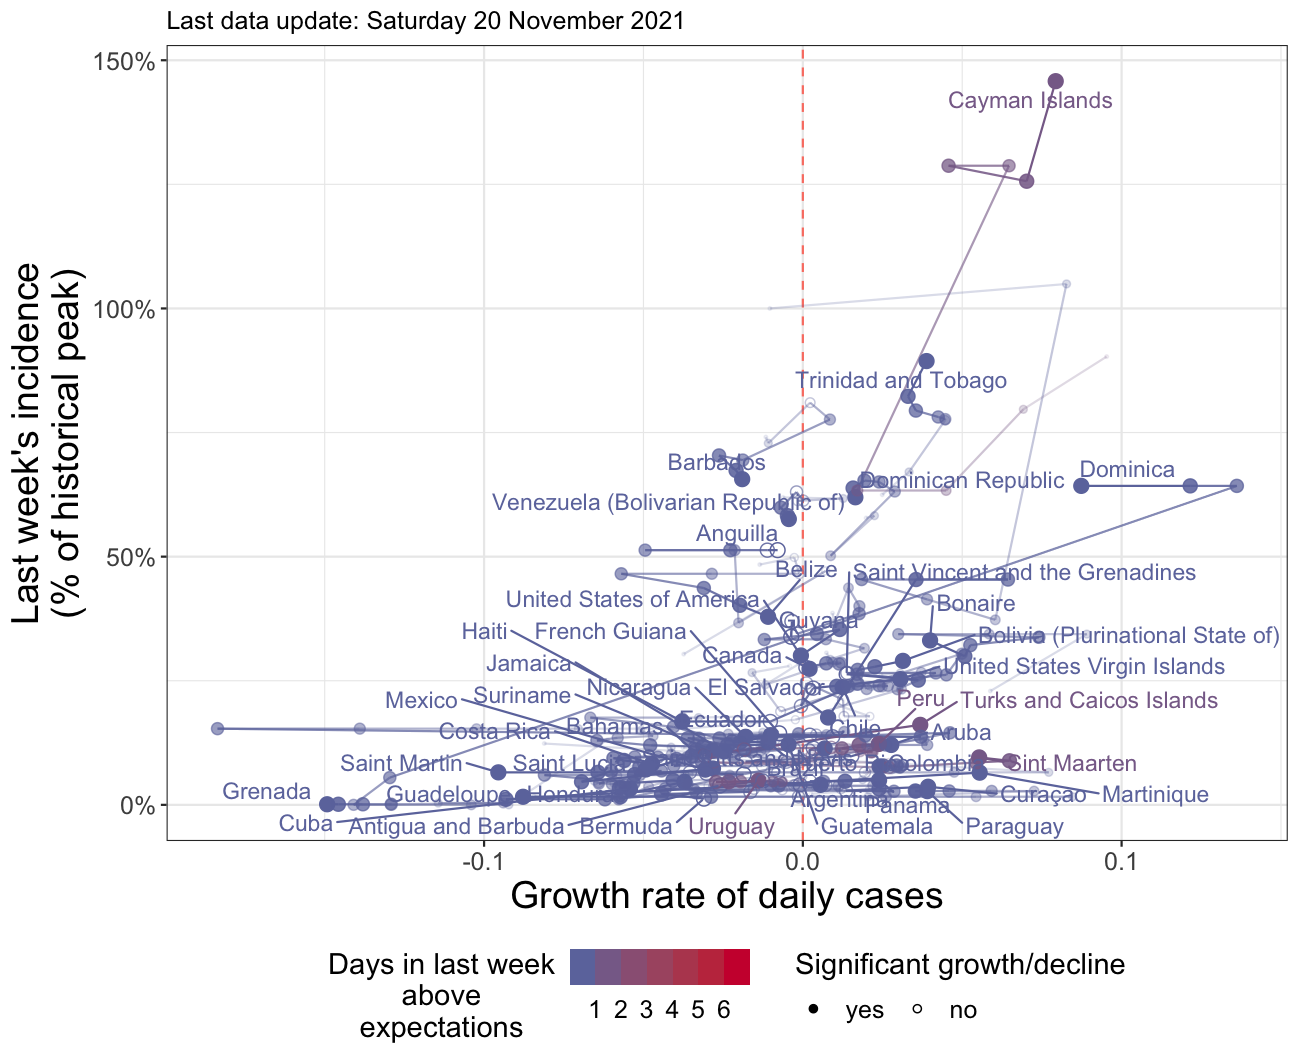 Last data update: Saturday 20 November 2021
150%
100%
50%
0%
Last week's incidence
(% of historical peak)
Cayman Islands
Trinidad and Tobago
Barbados
Dominican Republic
Dominica
Venezuela (Bolivarian Republic of)
Anguilla
Belize
Saint Vincent and the Grenadines
United States of America
Bonaire
Guyana
Haiti
French Guiana
Bolivia (Plurinational State of)
Canada
Jamaica
United States Virgin Islands
Nicaragua
El Salvador
Mexico
Suriname
Peru
Turks and Caicos Islands
Ecuador
Costa Rica
Bahamas
Chile
Aruba
Saint Martin
Sint Maarten
Brazil
Grenada
Guadeloupe
Curaçao
Martinique
Argentina
Panama
Cuba
Antigua and Barbuda
Bermuda
Uruguay
Guatemala
Paraguay
-0.1
0.0
0.1
Growth rate of daily cases
Days in last week
above
expectations
1 2 3 4 5 6
Significant growth/decline
yes
no